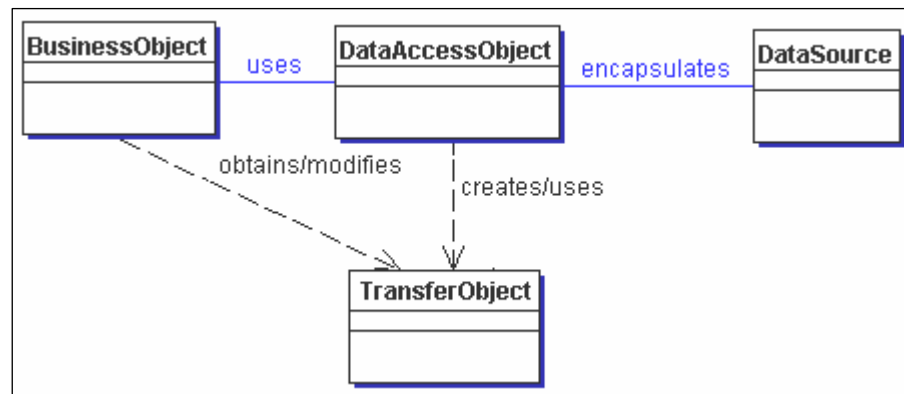 BusinessObject
uses
DataAccessObject
encapsulates
DataSource
obtains/modifies
creates/uses
TransferObject